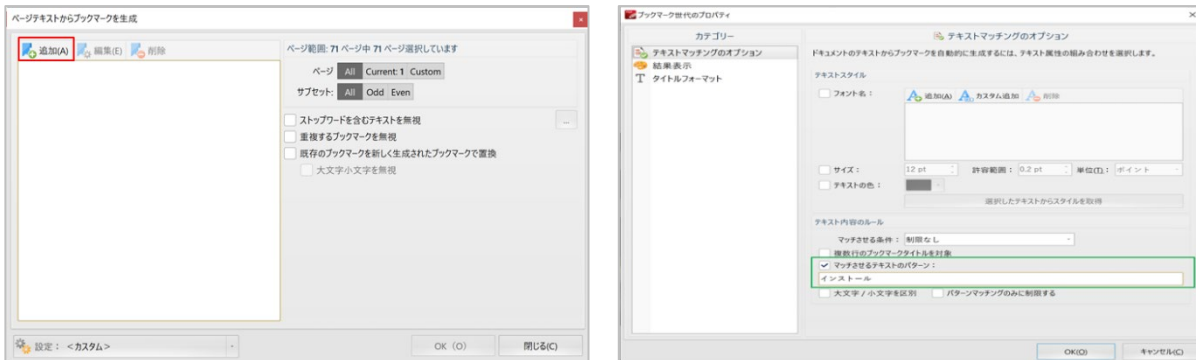 ページテキストからブックマークを生成
追加(A) 編集(E) 削除
ページ範囲: 71 ページ中 71 ページ選択しています
ページ All Current: 1 Custom
サブセット: All Odd Even
ストップワードを含むテキストを無視 ...
重複するブックマークを無視
既存のブックマークを新しく生成されたブックマークで置換
大文字小文字を無視
設定: <カスタム>
OK (O) 閉じる(C)
ブックマーク世代のプロパティ
カテゴリー
テキストマッチングのオプション
結果表示
タイトルフォーマット
テキストマッチングのオプション
ドキュメントのテキストからブックマークを自動的に生成するには、テキスト属性の組み合わせを選択します。
テキストスタイル
フォント名:
追加(A) カスタム追加 削除
サイズ: 12 pt 許容範囲: 0.2 pt 単位(T): ポイント
テキストの色:
選択したテキストからスタイルを取得
テキスト内容のルール
マッチさせる条件: 制限なし
複数行のブックマークタイトルを対象
マッチさせるテキストのパターン:
インストール
大文字/小文字を区別 パターンマッチングのみに制限する
OK(O) キャンセル(C)